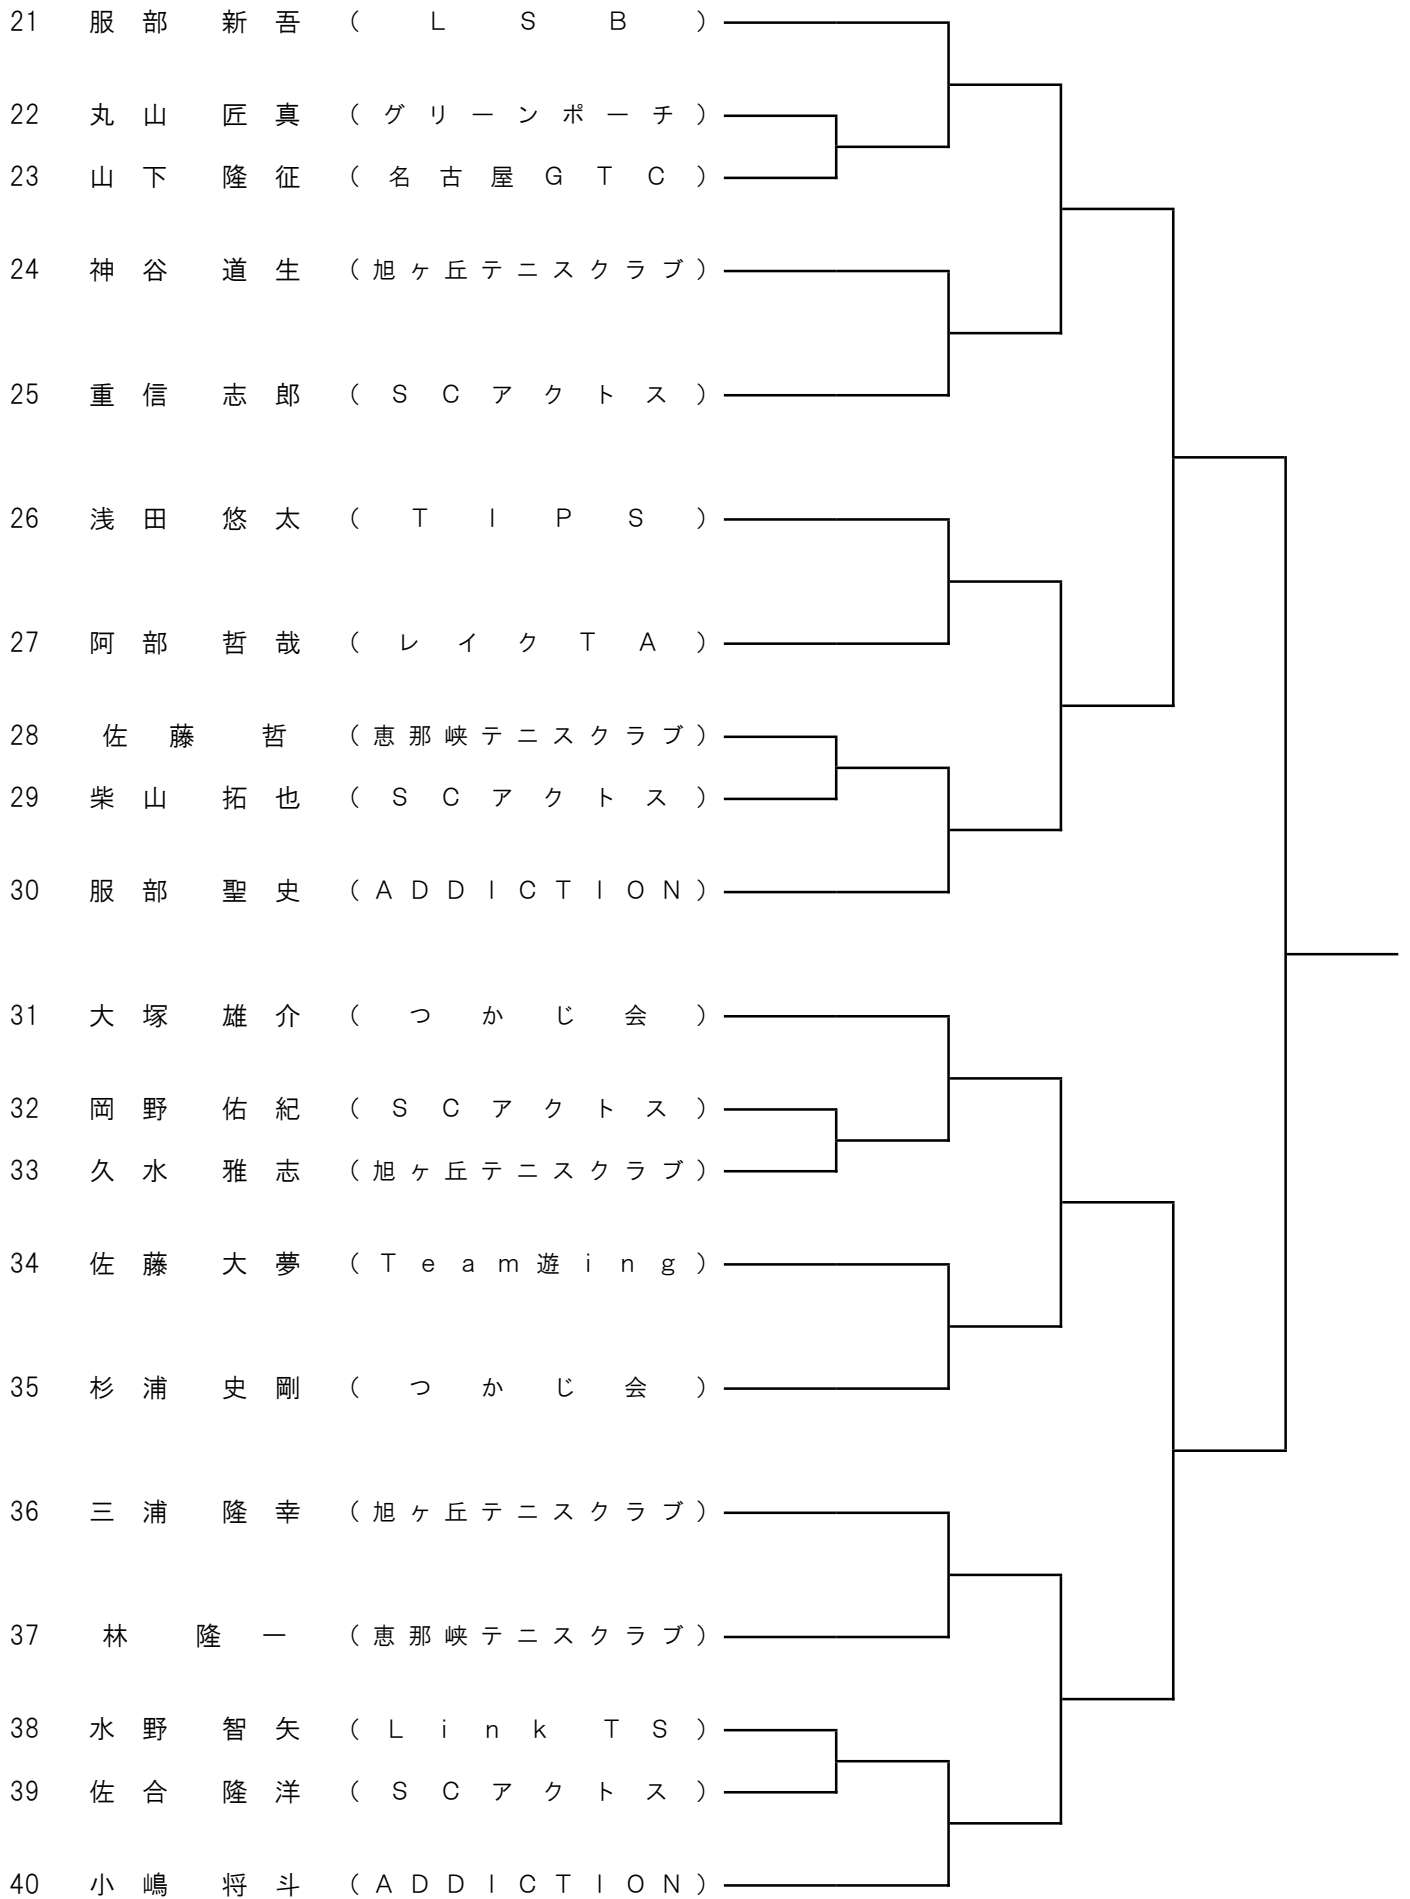 21 服部 新吾 (LSB)
22 丸山 匠真 (グリーンポーチ)
23 山下 隆征 (名古屋GTC)
24 神谷 道生 (旭ヶ丘テニスクラブ)
25 重信 志郎 (SCアクトス)
26 浅田 悠太 (TIPS)
27 阿部 哲哉 (レイクTA)
28 佐藤 哲 (恵那峡テニスクラブ)
29 柴山 拓也 (SCアクトス)
30 服部 聖史 (ADDICTION)
31 大塚 雄介 (つかじ会)
32 岡野 佑紀 (SCアクトス)
33 久水 雅志 (旭ヶ丘テニスクラブ)
34 佐藤 大夢 (Team遊ing)
35 杉浦 史剛 (つかじ会)
36 三浦 隆幸 (旭ヶ丘テニスクラブ)
37 林 隆一 (恵那峡テニスクラブ)
38 水野 智矢 (Link TS)
39 佐合 隆洋 (SCアクトス)
40 小嶋 将斗 (ADDICTION)